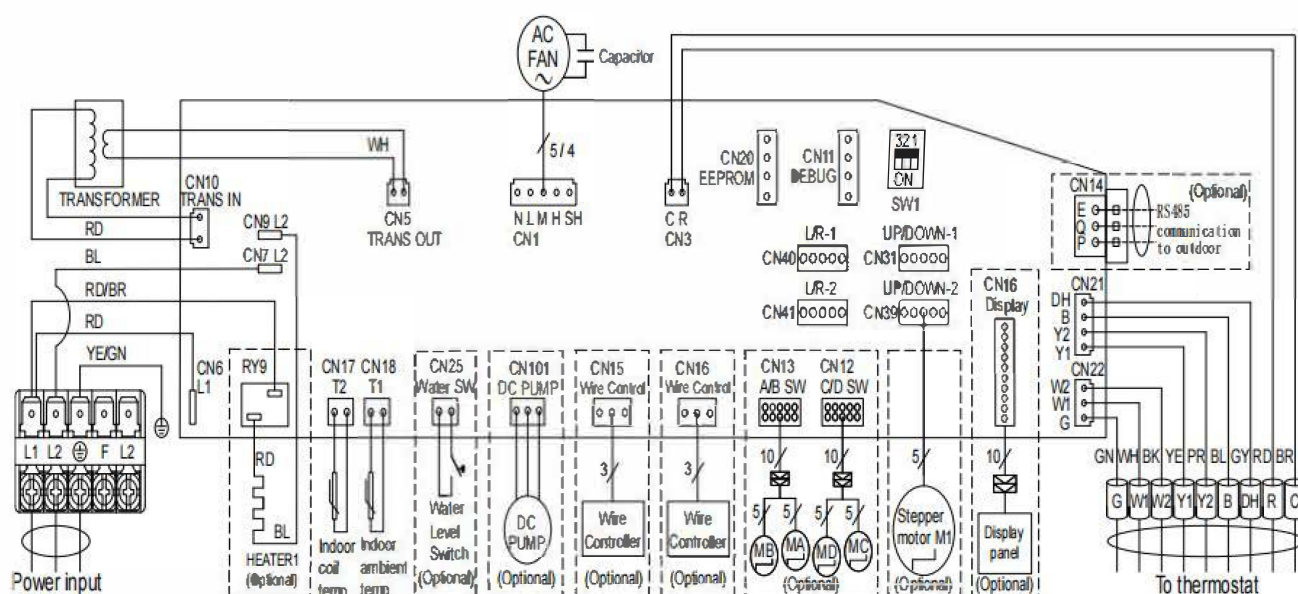 AC
FAN
Capacitor
5/4
WH
TRANSFORMER
CN10
TRANS IN
CN5
TRANS OUT
N L M H SH
CN1
C R
CN3
CN20
EEPROM
CN11
DEBUG
321
ON
SW1
CN14
(Optional)
E
Q
P
RS485
communication
to outdoor
RD
CN9 L2
CN7 L2
BL
RD/BR
RD
YE/GN
CN6
L1
L/R-1
CN40
UP/DOWN-1
CN31
L/R-2
CN41
UP/DOWN-2
CN39
CN16
Display
CN21
DH
B
Y2
Y1
CN22
W2
W1
G
RY9
CN17
T2
CN18
T1
CN25
Water SW
CN101
DC PUMP
CN15
Wire Control
CN16
Wire Control
CN13
A/B SW
CN12
C/D SW
L1 L2 F L2
RD
BL
3
3
10
10
5
10
5 5 5 5
GN WH BK YE PR BL GY RD BR
G W1 W2 Y1 Y2 B DH R C
HEATER1
(Optional)
Indoor
coil
temp
Indoor
ambient
temp
Water
Level
Switch
(Optional)
DC
PUMP
(Optional)
Wire
Controller
(Optional)
Wire
Controller
(Optional)
MB MA MD MC
(Optional)
Stepper
motor M1
(Optional)
Display
panel
(Optional)
Power input
To thermostat